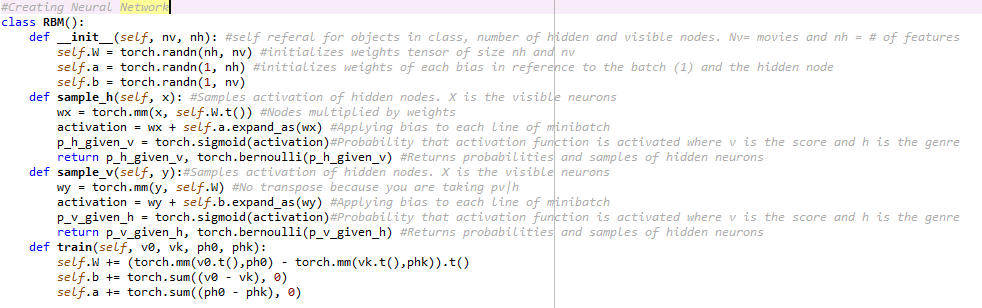 #Creating Neural Network
class RBM():
    def __init__(self, nv, nh): #self referal for objects in class, number of hidden and visible nodes. Nv= movies and nh = # of features
        self.W = torch.randn(nh, nv) #initializes weights tensor of size nh and nv
        self.a = torch.randn(1, nh) #initializes weights of each bias in reference to the batch (1) and the hidden node
        self.b = torch.randn(1, nv)
    def sample_h(self, x): #Samples activation of hidden nodes. X is the visible neurons
        wx = torch.mm(x, self.W.t()) #Nodes multiplied by weights
        activation = wx + self.a.expand_as(wx) #Applying bias to each line of minibatch
        p_h_given_v = torch.sigmoid(activation)#Probability that activation function is activated where v is the score and h is the genre
        return p_h_given_v, torch.bernoulli(p_h_given_v) #Returns probabilities and samples of hidden neurons
    def sample_v(self, y):#Samples activation of hidden nodes. X is the visible neurons
        wy = torch.mm(y, self.W) #No transpose because you are taking pv|h
        activation = wy + self.b.expand_as(wy) #Applying bias to each line of minibatch
        p_v_given_h = torch.sigmoid(activation)#Probability that activation function is activated where v is the score and h is the genre
        return p_v_given_h, torch.bernoulli(p_v_given_h) #Returns probabilities and samples of hidden neurons
    def train(self, v0, vk, ph0, phk):
        self.W += (torch.mm(v0.t(),ph0) - torch.mm(vk.t(),phk)).t()
        self.b += torch.sum((v0 - vk), 0)
        self.a += torch.sum((ph0 - phk), 0)